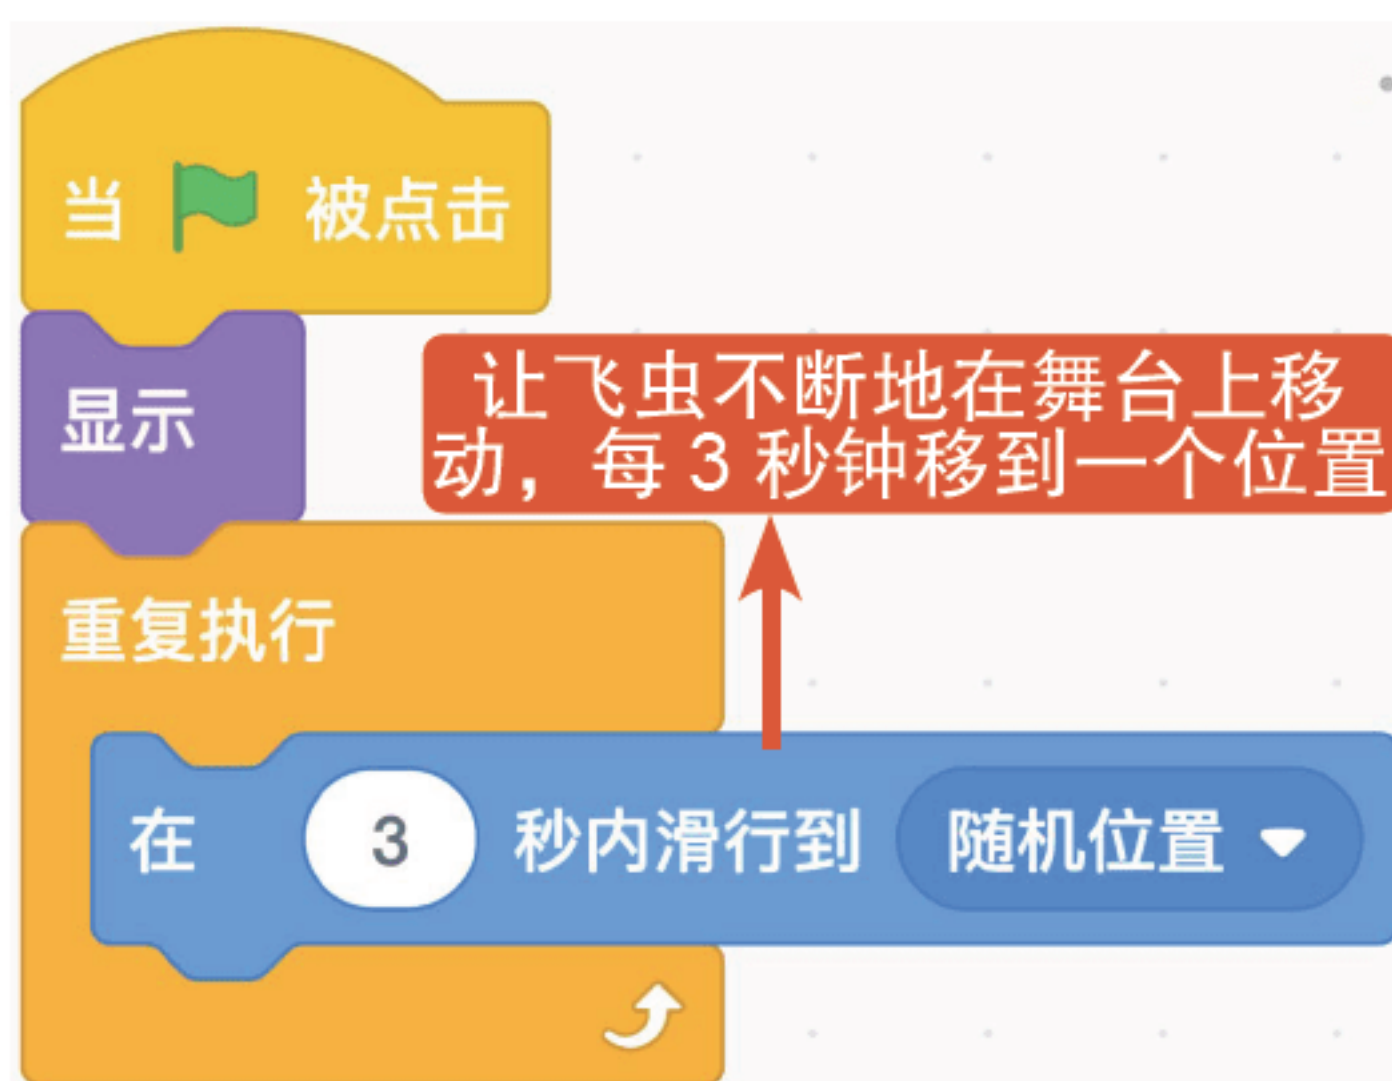 当 被点击
显示
让飞虫不断地在舞台上移
动，每3秒钟移到一个位置
重复执行
在 3 秒内滑行到 随机位置